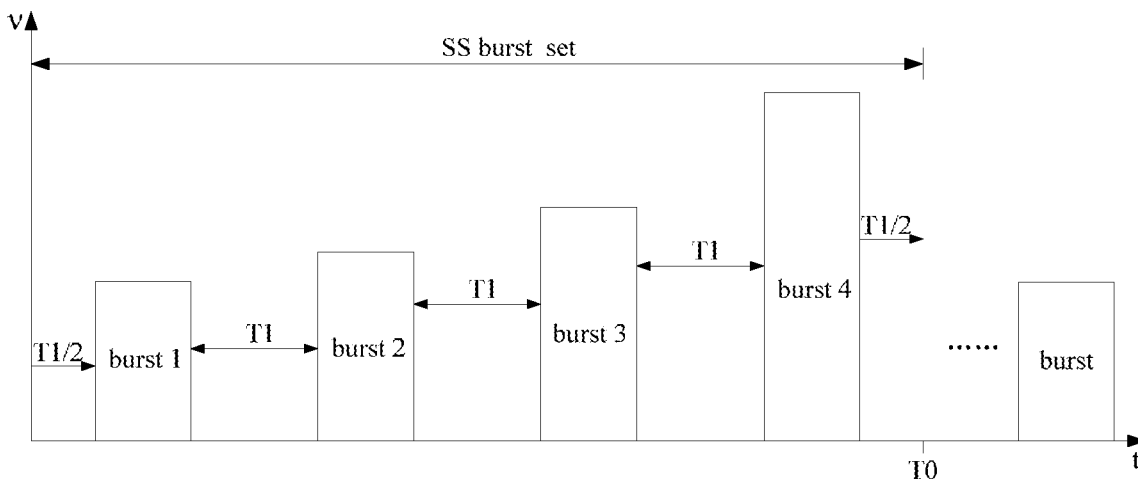 v
SS burst set
T1/2
T1
T1
T1
burst 4
burst 3
T1/2
burst 1
burst 2
......
burst
t
T0